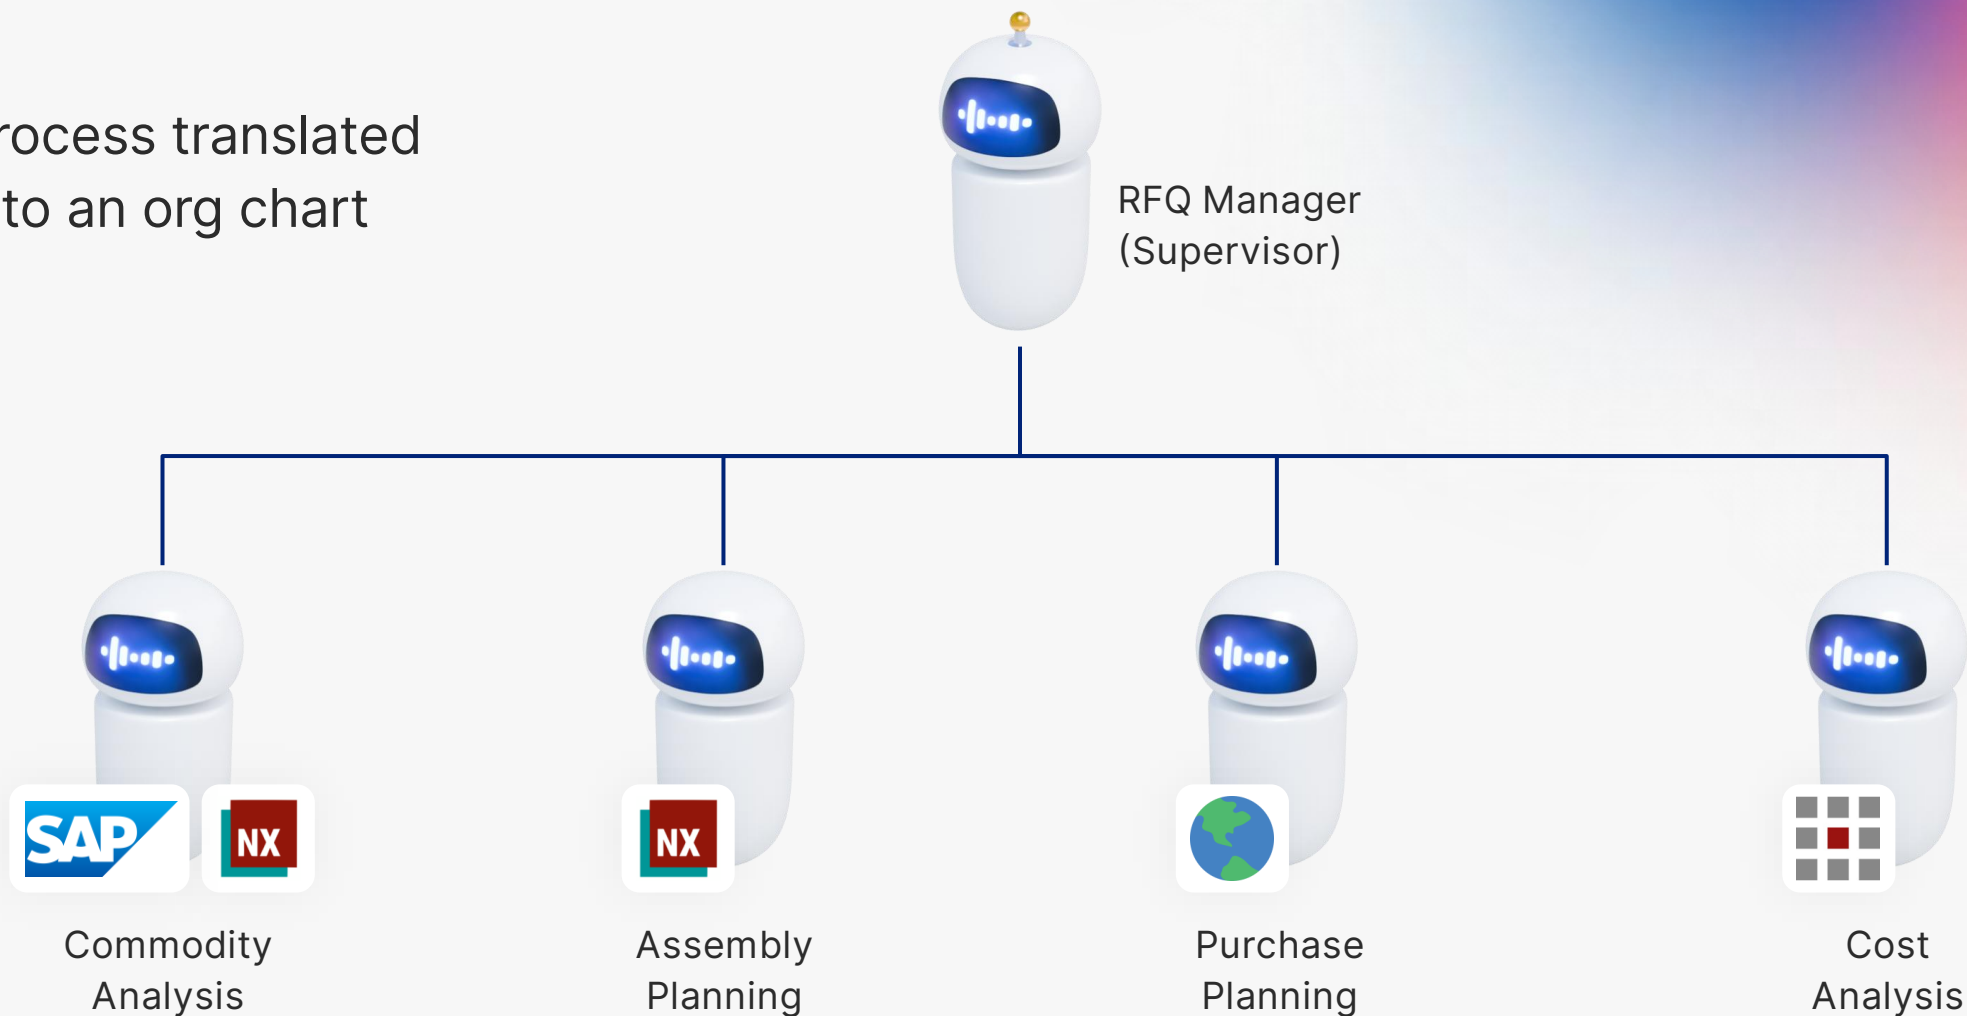 rocess translated
to an org chart
RFQ Manager
(Supervisor)
SAP
NX
NX
Commodity
Analysis
Assembly
Planning
Purchase
Planning
Cost
Analysis